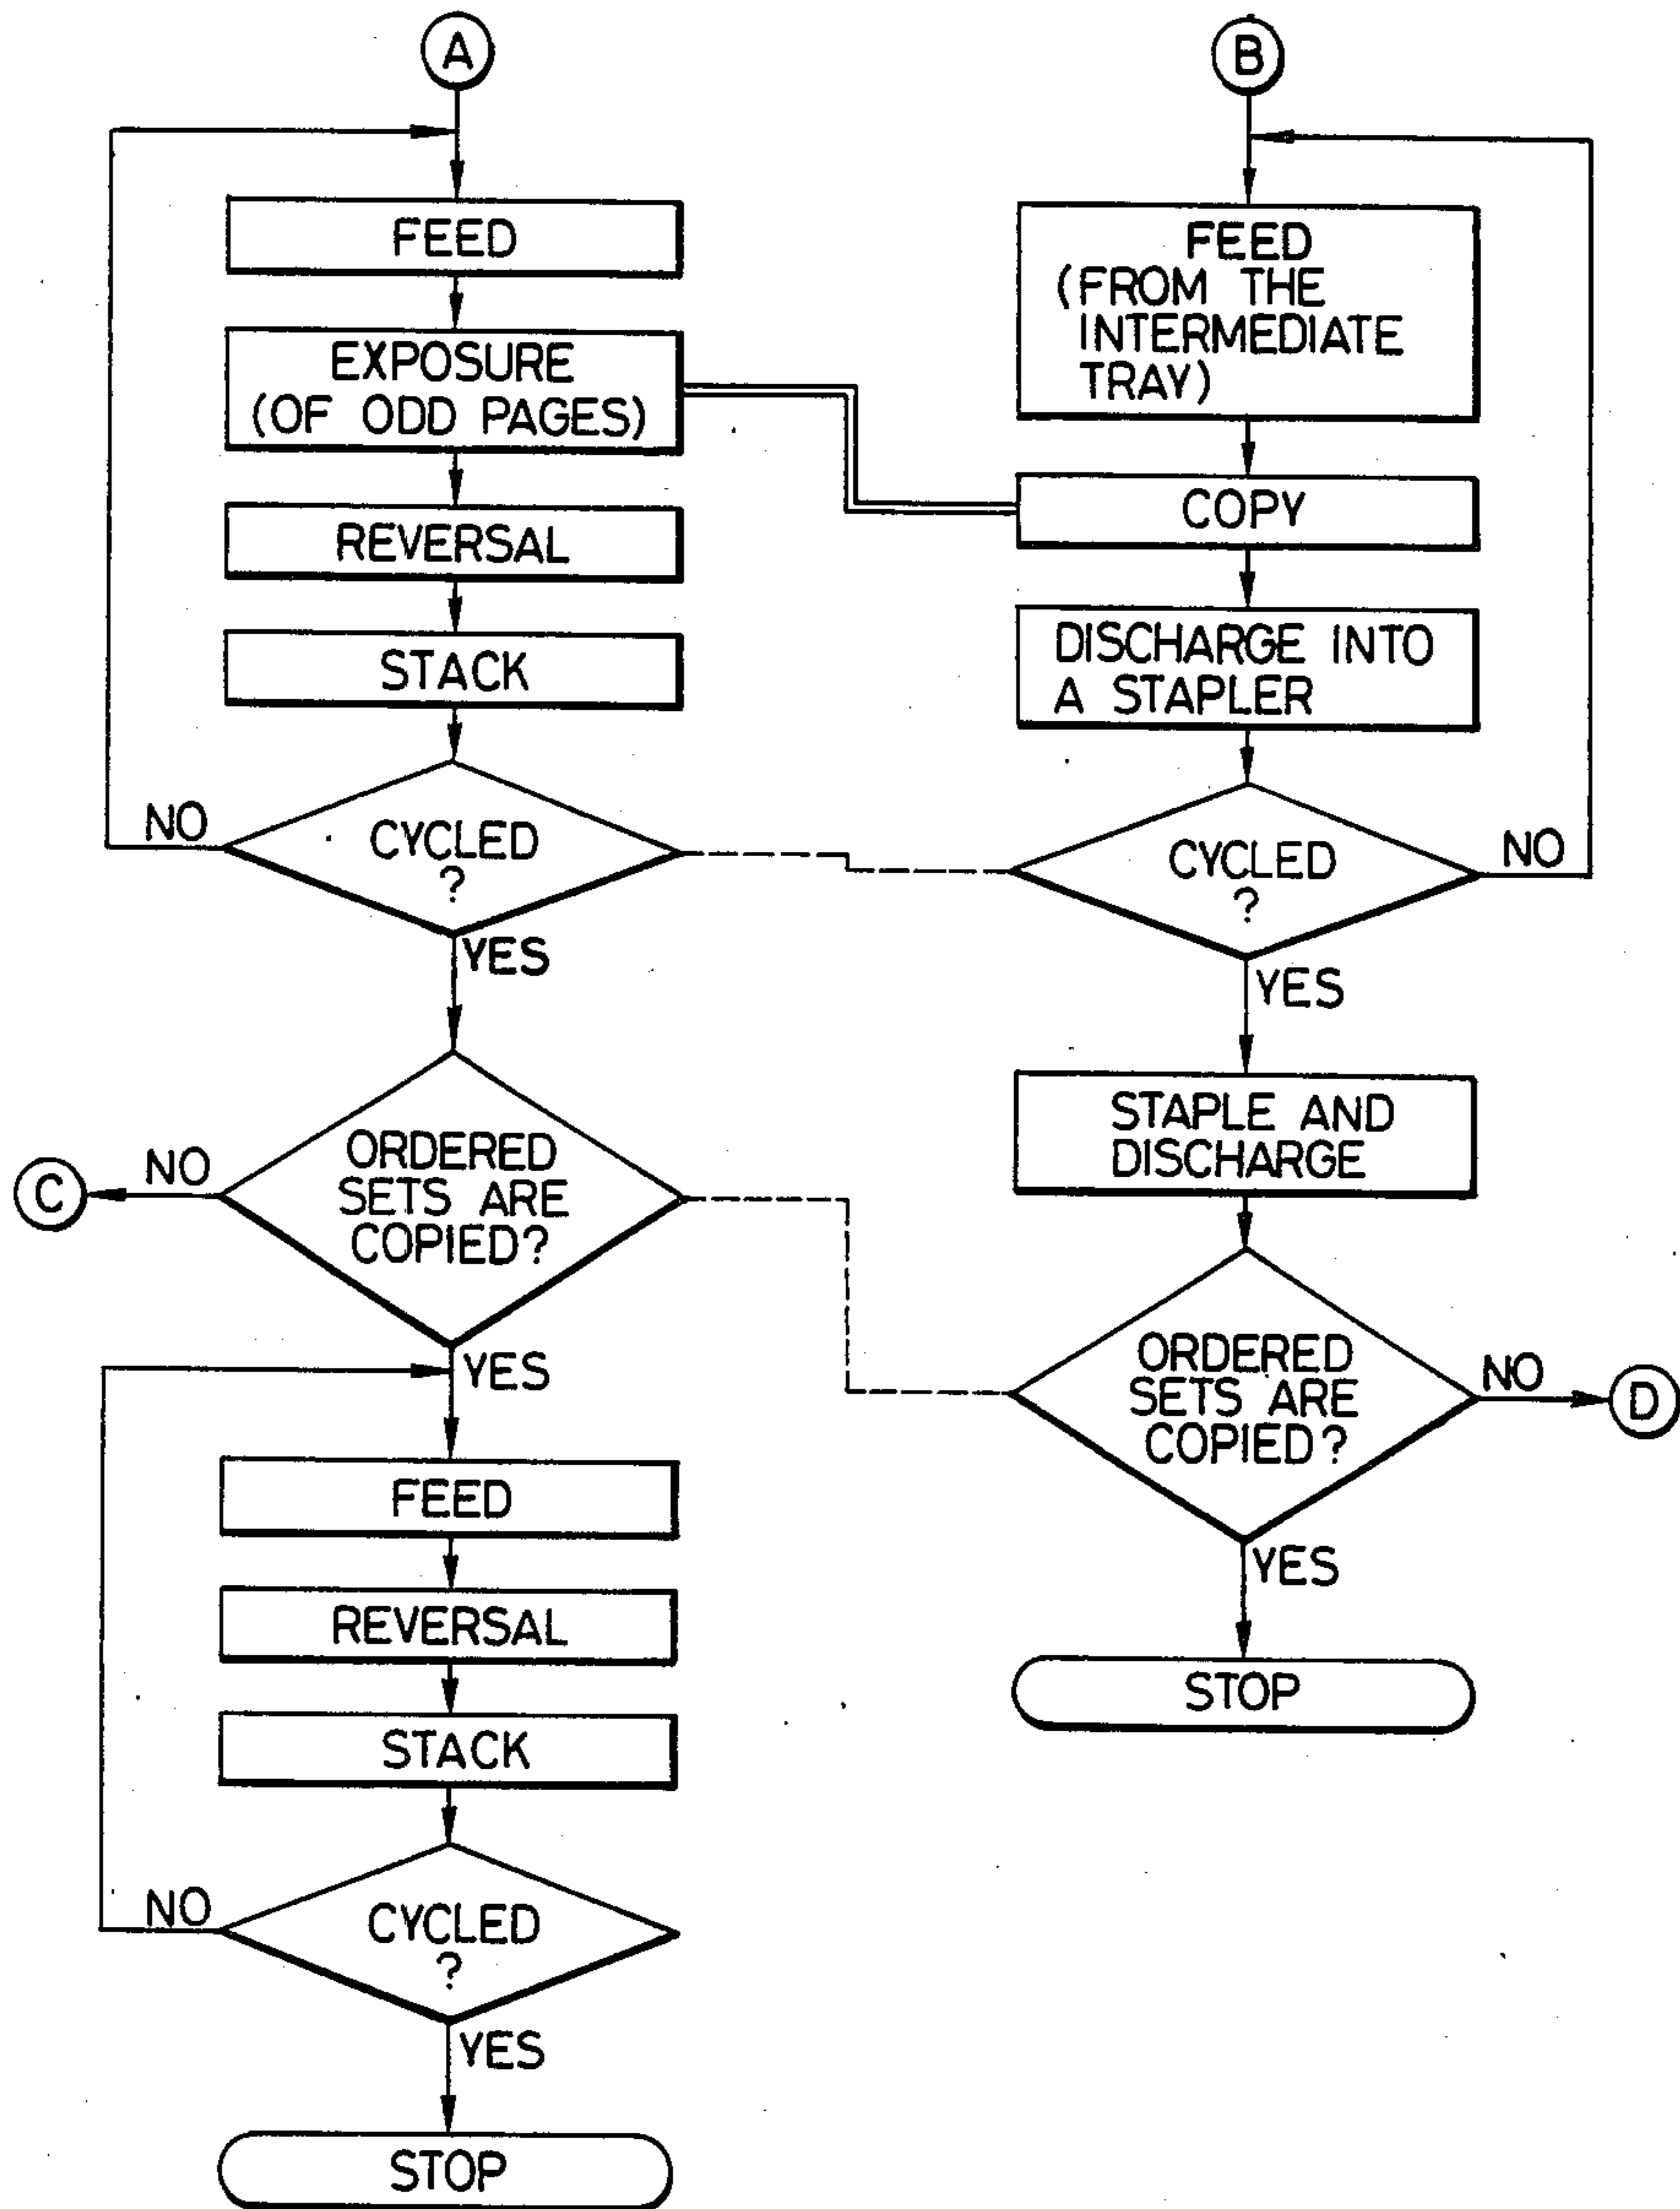 A
FEED
EXPOSURE
(OF ODD PAGES)
REVERSAL
STACK
CYCLED
?
NO
YES
ORDERED
SETS ARE
COPIED?
NO
C
YES
FEED
REVERSAL
STACK
CYCLED
?
NO
YES
STOP
B
FEED
(FROM THE
INTERMEDIATE
TRAY)
COPY
DISCHARGE INTO
A STAPLER
CYCLED
?
NO
YES
STAPLE AND
DISCHARGE
ORDERED
SETS ARE
COPIED?
NO
D
YES
STOP